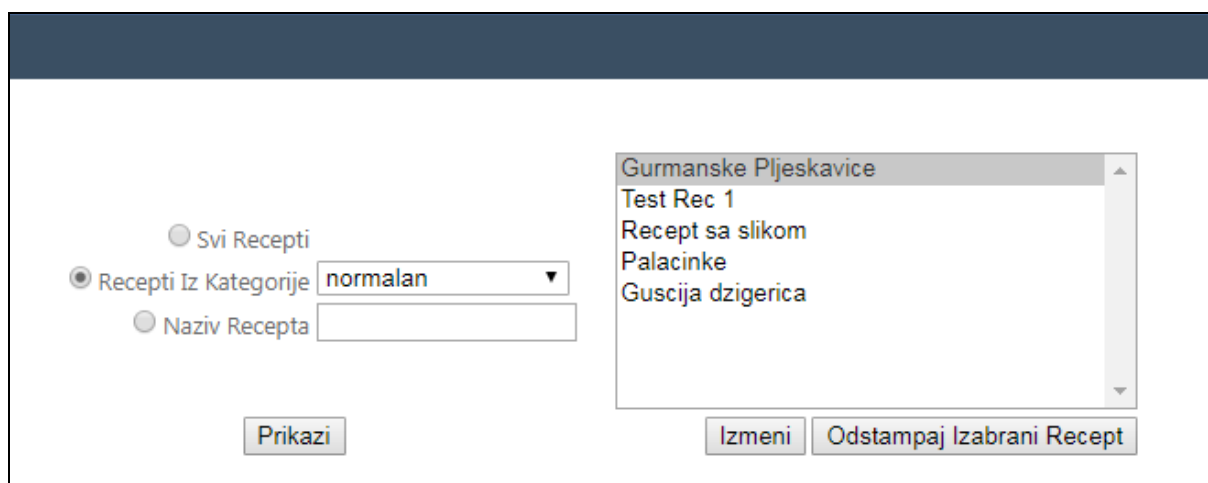 Svi Recepti
Recepti Iz Kategorije normalan
Naziv Recepta
Prikazi
Gurmanske Pljeskavice
Test Rec 1
Recept sa slikom
Palacinke
Guscija dzigerica
Izmeni Odstampaj Izabrani Recept